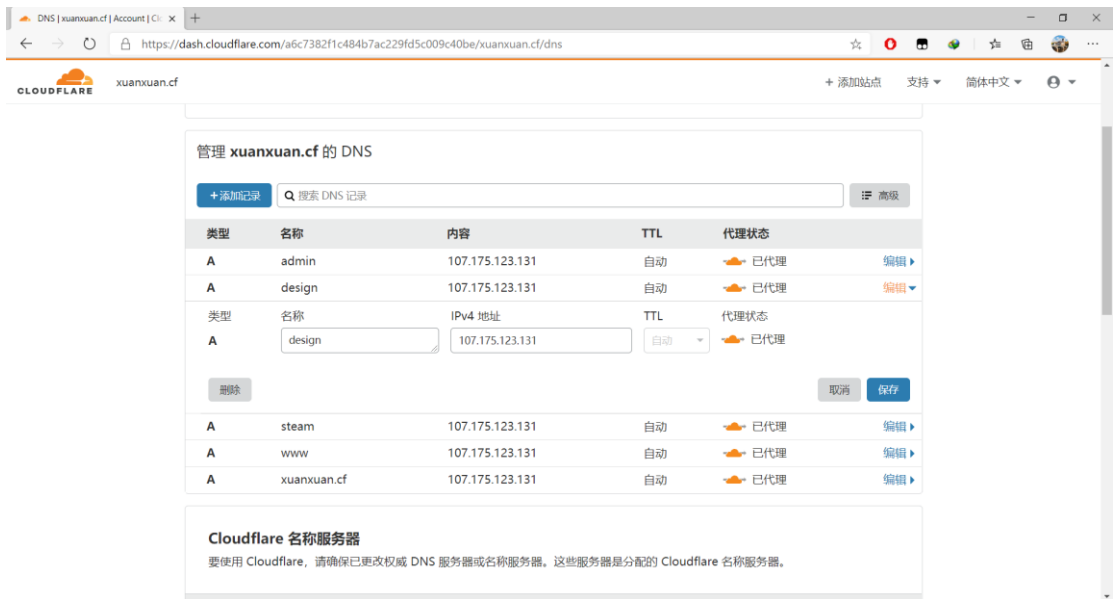 DNS | xuanxuan.cf | Account | Cl
https://dash.cloudflare.com/a6c7382f1c484b7ac229fd5c009c40be/xuanxuan.cf/dns
CLOUDFLARE
xuanxuan.cf
+ 添加站点 支持 简体中文
管理 xuanxuan.cf 的 DNS
+添加记录 搜索 DNS 记录 高级
类型 名称 内容 TTL 代理状态
A admin 107.175.123.131 自动 已代理 编辑
A design 107.175.123.131 自动 已代理 编辑
类型 名称 IPv4 地址 TTL 代理状态
A design 107.175.123.131 自动 已代理
删除 取消 保存
A steam 107.175.123.131 自动 已代理 编辑
A www 107.175.123.131 自动 已代理 编辑
A xuanxuan.cf 107.175.123.131 自动 已代理 编辑
Cloudflare 名称服务器
要使用 Cloudflare，请确保已更改权威 DNS 服务器或名称服务器。这些服务器是分配的 Cloudflare 名称服务器。